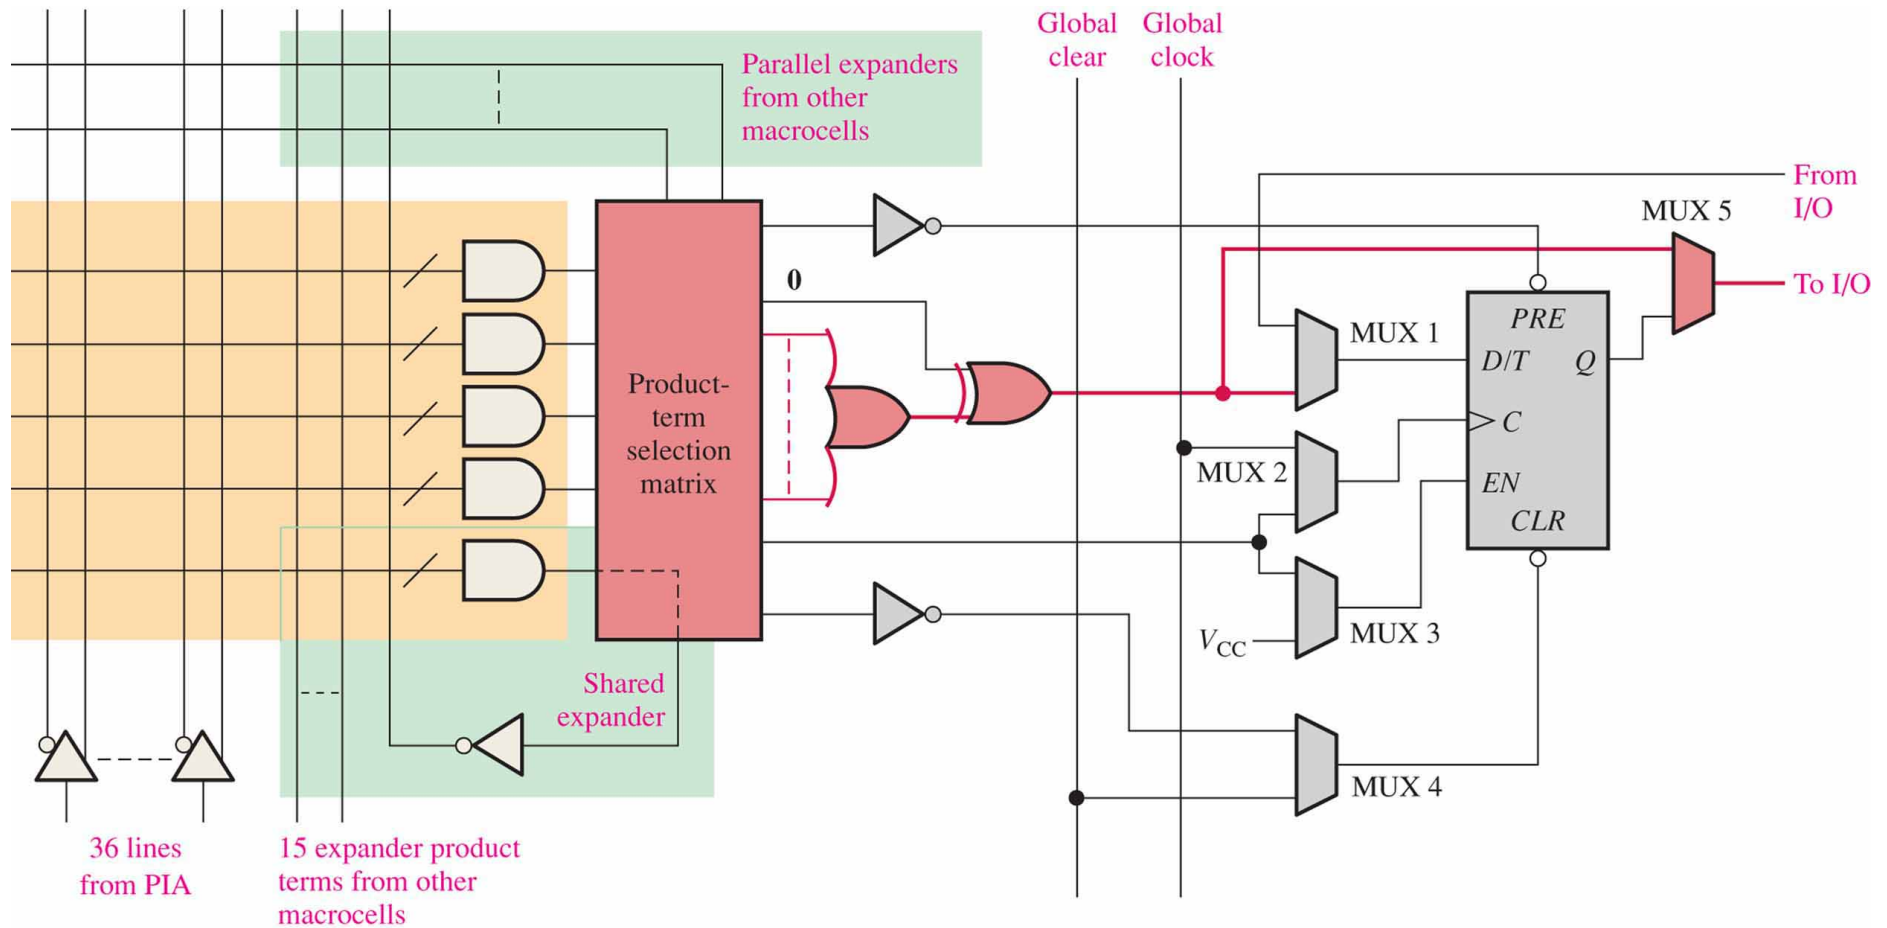 Global
clear
Global
clock
Parallel expanders
from other
macrocells
From
I/O
MUX 5
0
To I/O
PRE
MUX 1
D/T
Q
Product-
term
selection
matrix
C
MUX 2
EN
CLR
VCC
MUX 3
Shared
expander
MUX 4
36 lines
from PIA
15 expander product
terms from other
macrocells